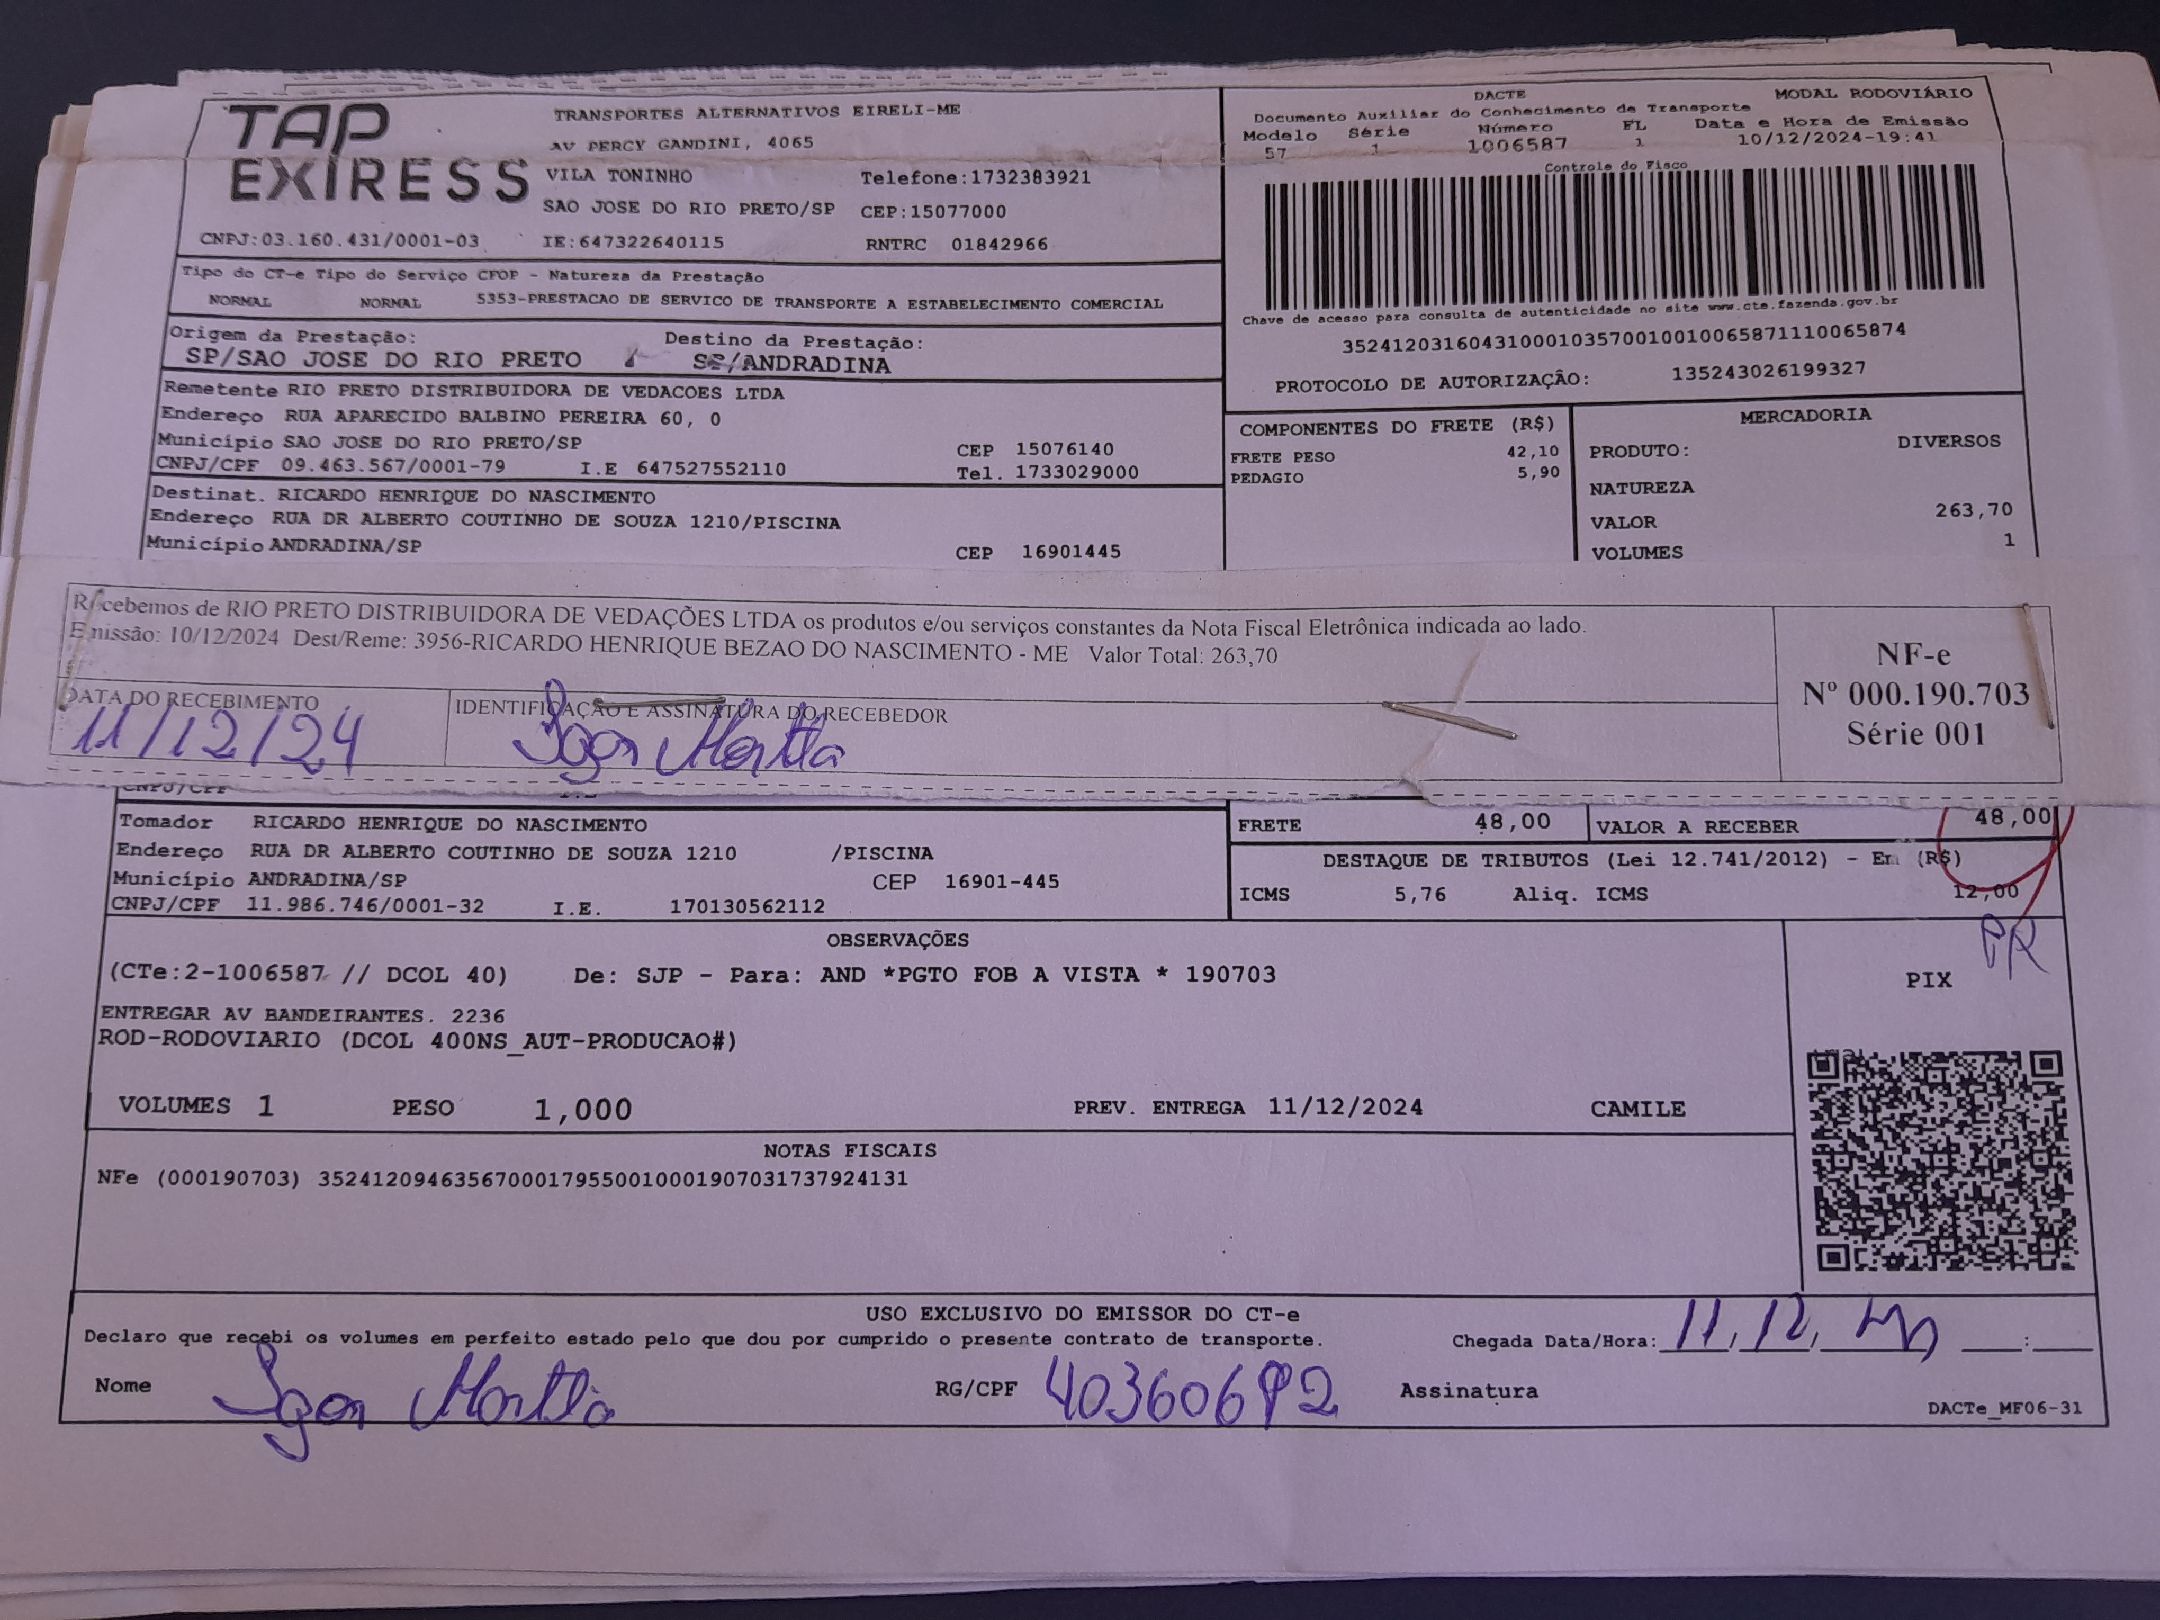 TAP
EXIRESS
TRANSPORTES ALTERNATIVOS EIRELI-ME
AV PERCY GANDINI, 4065
VILA TONINHO Telefone:1732383921
SAO JOSE DO RIO PRETO/SP CEP:15077000
CNPJ:03.160.431/0001-03 IE:647322640115 RNTRC 01842966
DACTE MODAL RODOVIÁRIO
Documento Auxiliar do Conhecimento de Transporte
Modelo Série Número FL Data e Hora de Emissão
57 1 1006587 1 10/12/2024-19:41
Controle do Fisco
Chave de acesso para consulta de autenticidade no site www.cte.fazenda.gov.br
35241203160431000103570010010065871110065874
PROTOCOLO DE AUTORIZAÇÃO: 135243026199327
Tipo do CT-e Tipo do Serviço CFOP - Natureza da Prestação
NORMAL NORMAL 5353-PRESTACAO DE SERVICO DE TRANSPORTE A ESTABELECIMENTO COMERCIAL
Origem da Prestação: Destino da Prestação:
SP/SAO JOSE DO RIO PRETO SP/ANDRADINA
Remetente RIO PRETO DISTRIBUIDORA DE VEDACOES LTDA
Endereço RUA APARECIDO BALBINO PEREIRA 60, 0
Município SAO JOSE DO RIO PRETO/SP CEP 15076140
CNPJ/CPF 09.463.567/0001-79 I.E 647527552110 Tel. 1733029000
Destinat. RICARDO HENRIQUE DO NASCIMENTO
Endereço RUA DR ALBERTO COUTINHO DE SOUZA 1210/PISCINA
Município ANDRADINA/SP CEP 16901445
COMPONENTES DO FRETE (R$)
FRETE PESO 42,10
PEDAGIO 5,90
MERCADORIA
PRODUTO: DIVERSOS
NATUREZA
VALOR 263,70
VOLUMES 1
Recebemos de RIO PRETO DISTRIBUIDORA DE VEDAÇÕES LTDA os produtos e/ou serviços constantes da Nota Fiscal Eletrônica indicada ao lado.
Emissão: 10/12/2024 Dest/Reme: 3956-RICARDO HENRIQUE BEZAO DO NASCIMENTO - ME Valor Total: 263,70
DATA DO RECEBIMENTO IDENTIFICAÇÃO E ASSINATURA DO RECEBEDOR
11/12/24 Igor
NF-e
Nº 000.190.703
Série 001
CNPJ/CPF
Tomador RICARDO HENRIQUE DO NASCIMENTO
Endereço RUA DR ALBERTO COUTINHO DE SOUZA 1210 /PISCINA
Município ANDRADINA/SP CEP 16901-445
CNPJ/CPF 11.986.746/0001-32 I.E. 170130562112
FRETE 48,00 VALOR A RECEBER 48,00
DESTAQUE DE TRIBUTOS (Lei 12.741/2012) - Em (R$)
ICMS 5,76 Aliq. ICMS 12,00
PR
OBSERVAÇÕES
(CTe:2-1006587 // DCOL 40) De: SJP - Para: AND *PGTO FOB A VISTA * 190703
ENTREGAR AV BANDEIRANTES. 2236
ROD-RODOVIARIO (DCOL 400NS_AUT-PRODUCAO#)
VOLUMES 1 PESO 1,000 PREV. ENTREGA 11/12/2024 CAMILE
PIX
NOTAS FISCAIS
NFe (000190703) 35241209463567000179550010001907031737924131
USO EXCLUSIVO DO EMISSOR DO CT-e
Declaro que recebi os volumes em perfeito estado pelo que dou por cumprido o presente contrato de transporte. Chegada Data/Hora: 11, 12,
Nome Igor RG/CPF Assinatura
DACTe_MF06-31